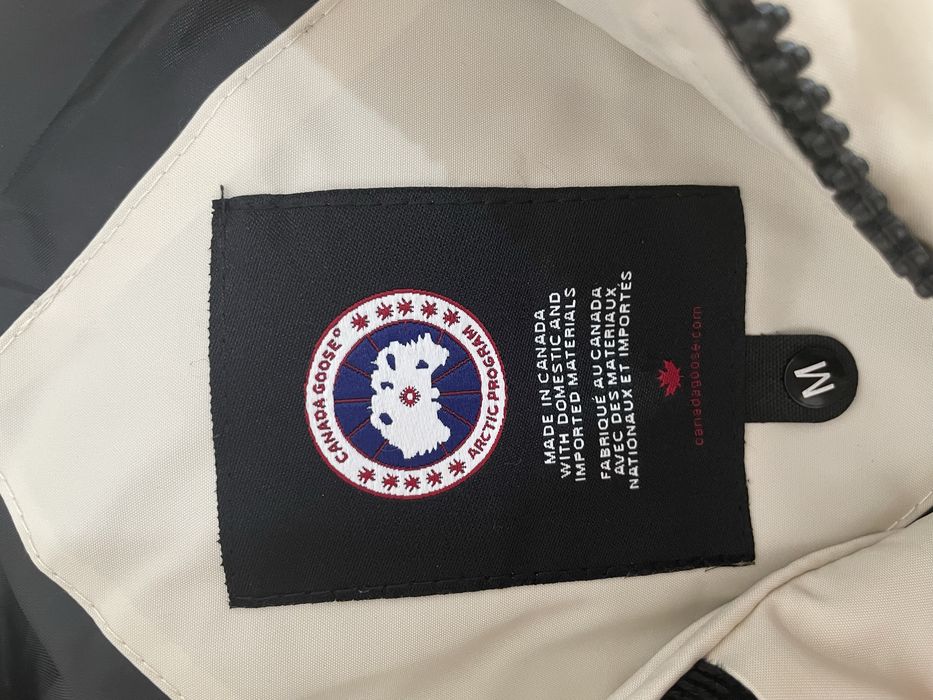 CANADA GOOSE®
ARCTIC PROGRAM
MADE IN CANADA
WITH DOMESTIC AND
IMPORTED MATERIALS
FABRIQUÉ AU CANADA
AVEC DES MATERIAUX
NATIONAUX ET IMPORTÉS
canadagoose.com
M